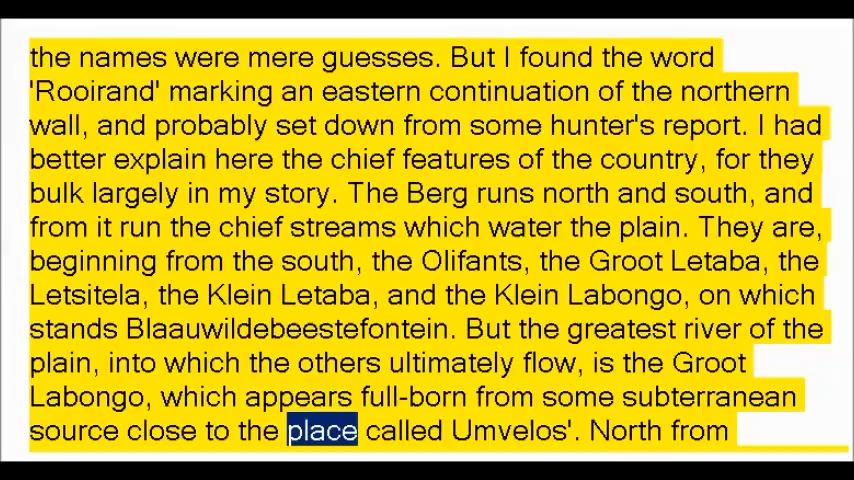 the names were mere guesses. But I found the word
'Rooirand' marking an eastern continuation of the northern
wall, and probably set down from some hunter's report. I had
better explain here the chief features of the country, for they
bulk largely in my story. The Berg runs north and south, and
from it run the chief streams which water the plain. They are,
beginning from the south, the Olifants, the Groot Letaba, the
Letsitela, the Klein Letaba, and the Klein Labongo, on which
stands Blaauwildebeestefontein. But the greatest river of the
plain, into which the others ultimately flow, is the Groot
Labongo, which appears full-born from some subterranean
source close to the place called Umvelos'. North from